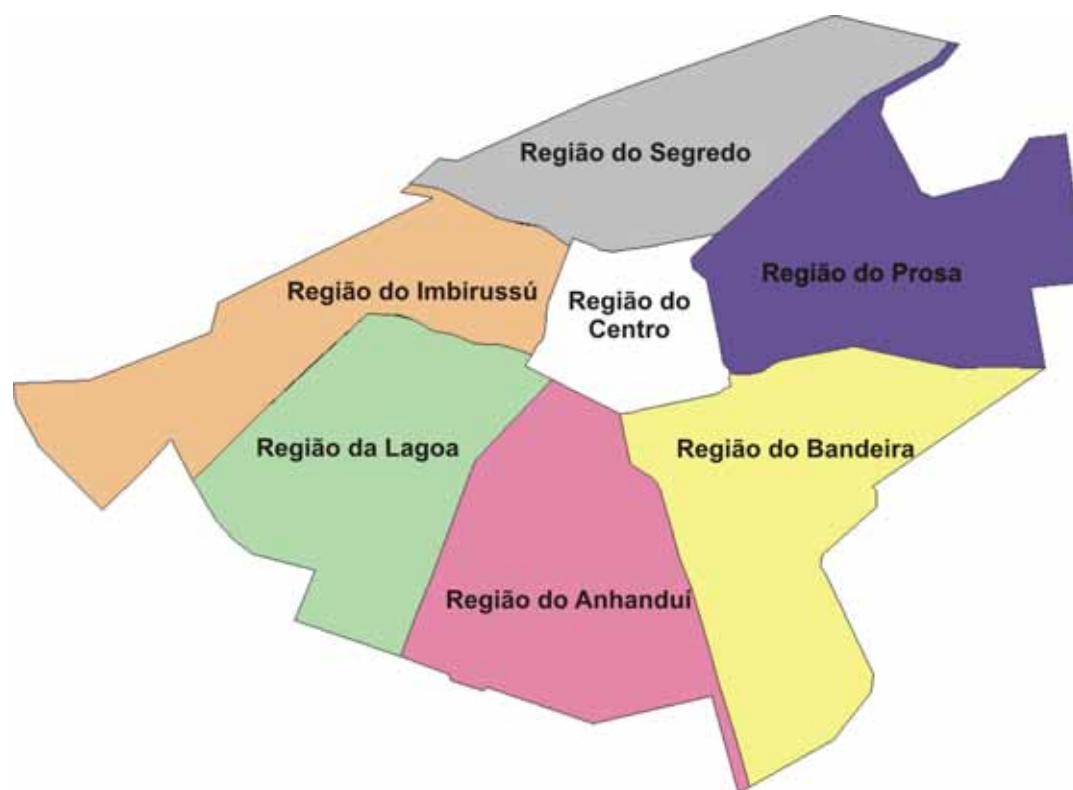 Região do Segredo
Região do Prosa
Região do Imbirussú
Região do
Centro
Região da Lagoa
Região do Bandeira
Região do Anhanduí